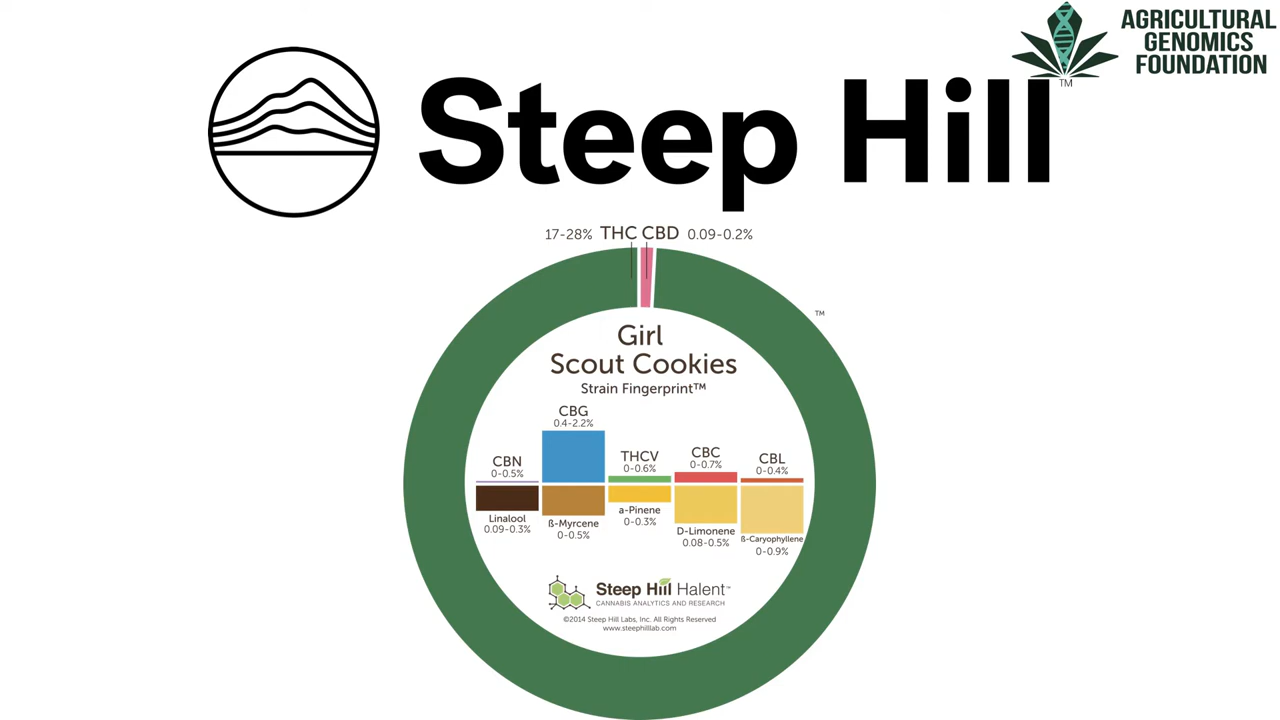 AGRICULTURAL
GENOMICS
FOUNDATION
Steep Hill™
17-28% THC CBD 0.09-0.2%
™
Girl
Scout Cookies
Strain Fingerprint™
CBG
0.4-2.2%
CBN
0-0.5%
THCV
0-0.6%
CBC
0-0.7%
CBL
0-0.4%
Linalool
0.09-0.3%
ß-Myrcene
0-0.5%
a-Pinene
0-0.3%
D-Limonene
0.08-0.5%
ß-Caryophyllene
0-0.9%
Steep Hill Halent™
CANNABIS ANALYTICS AND RESEARCH
©2014 Steep Hill Labs, Inc. All Rights Reserved
www.steephilllab.com